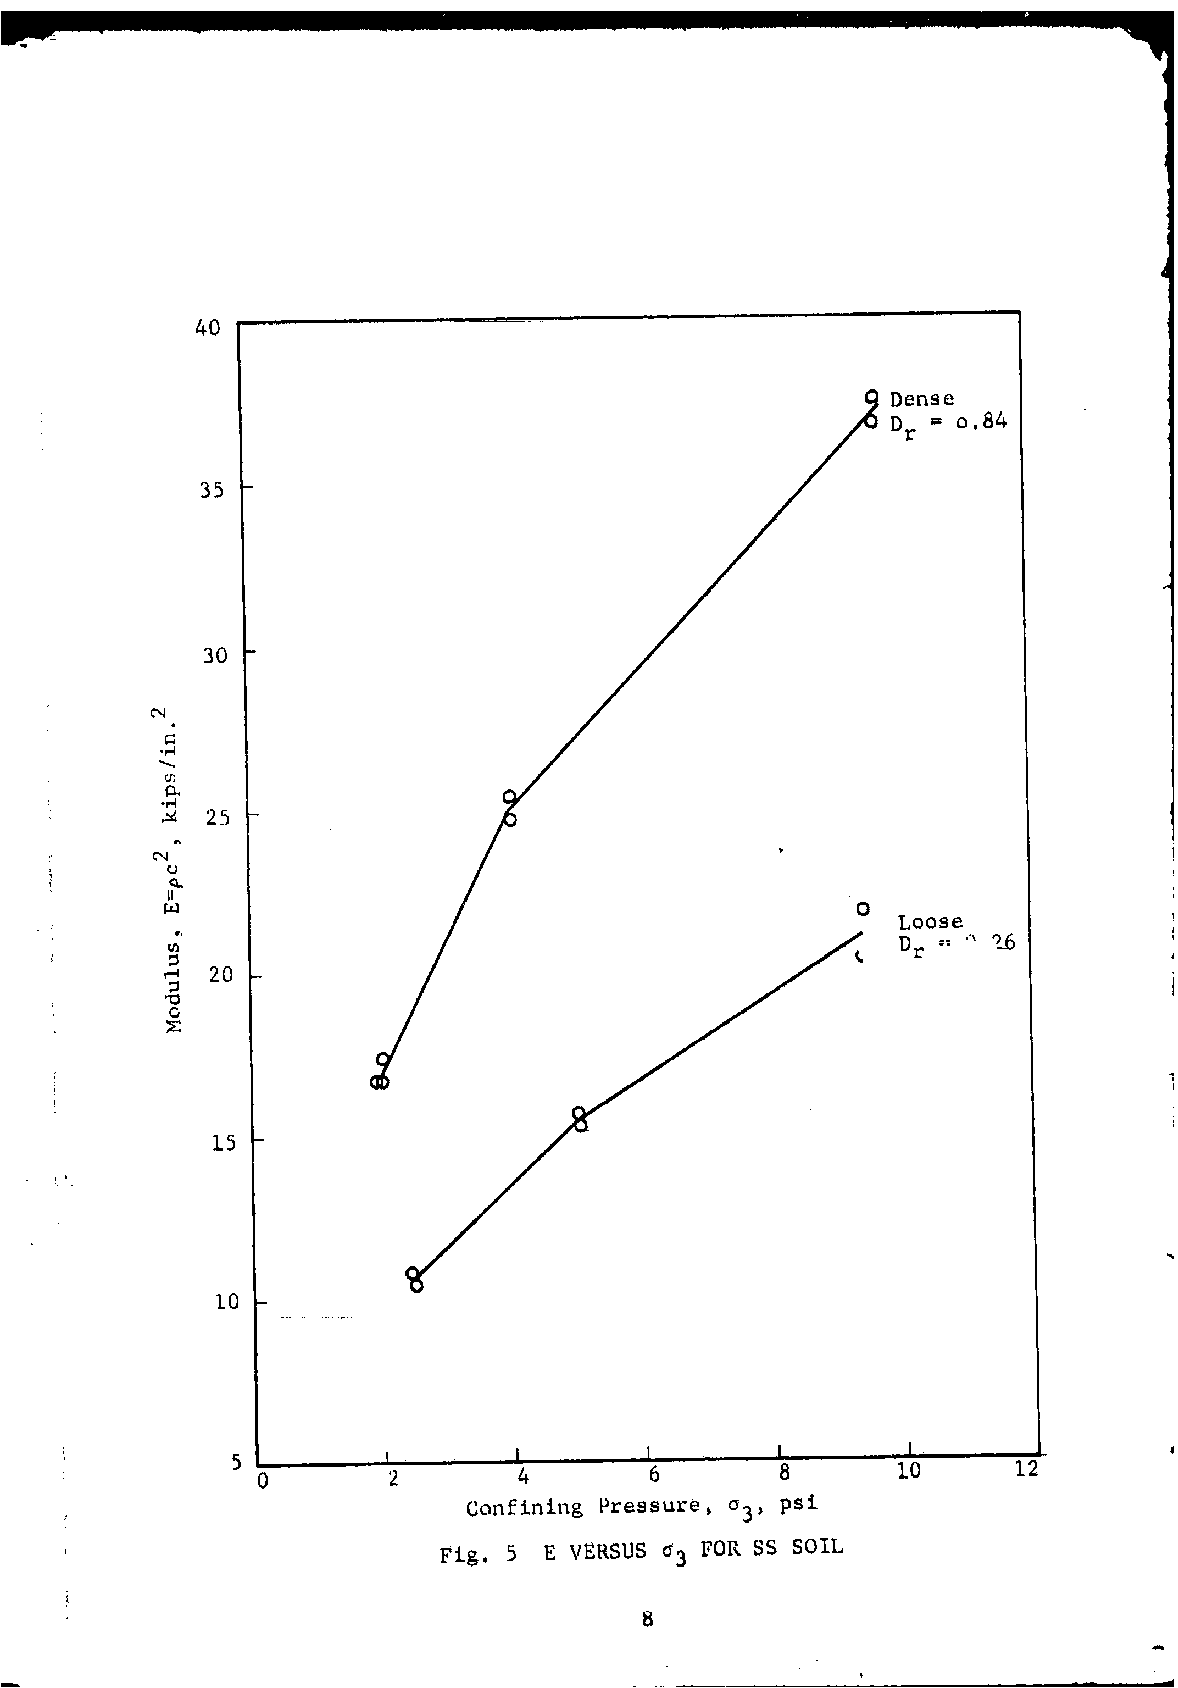 40
35
30
25
20
15
10
5
0 2 4 6 8 10 12
Modulus, E=ρc², kips/in.²
Dense
Dr = 0.84
Loose
Dr = 26
Confining Pressure, σ3, psi
Fig. 5 E VERSUS σ3 FOR SS SOIL
8